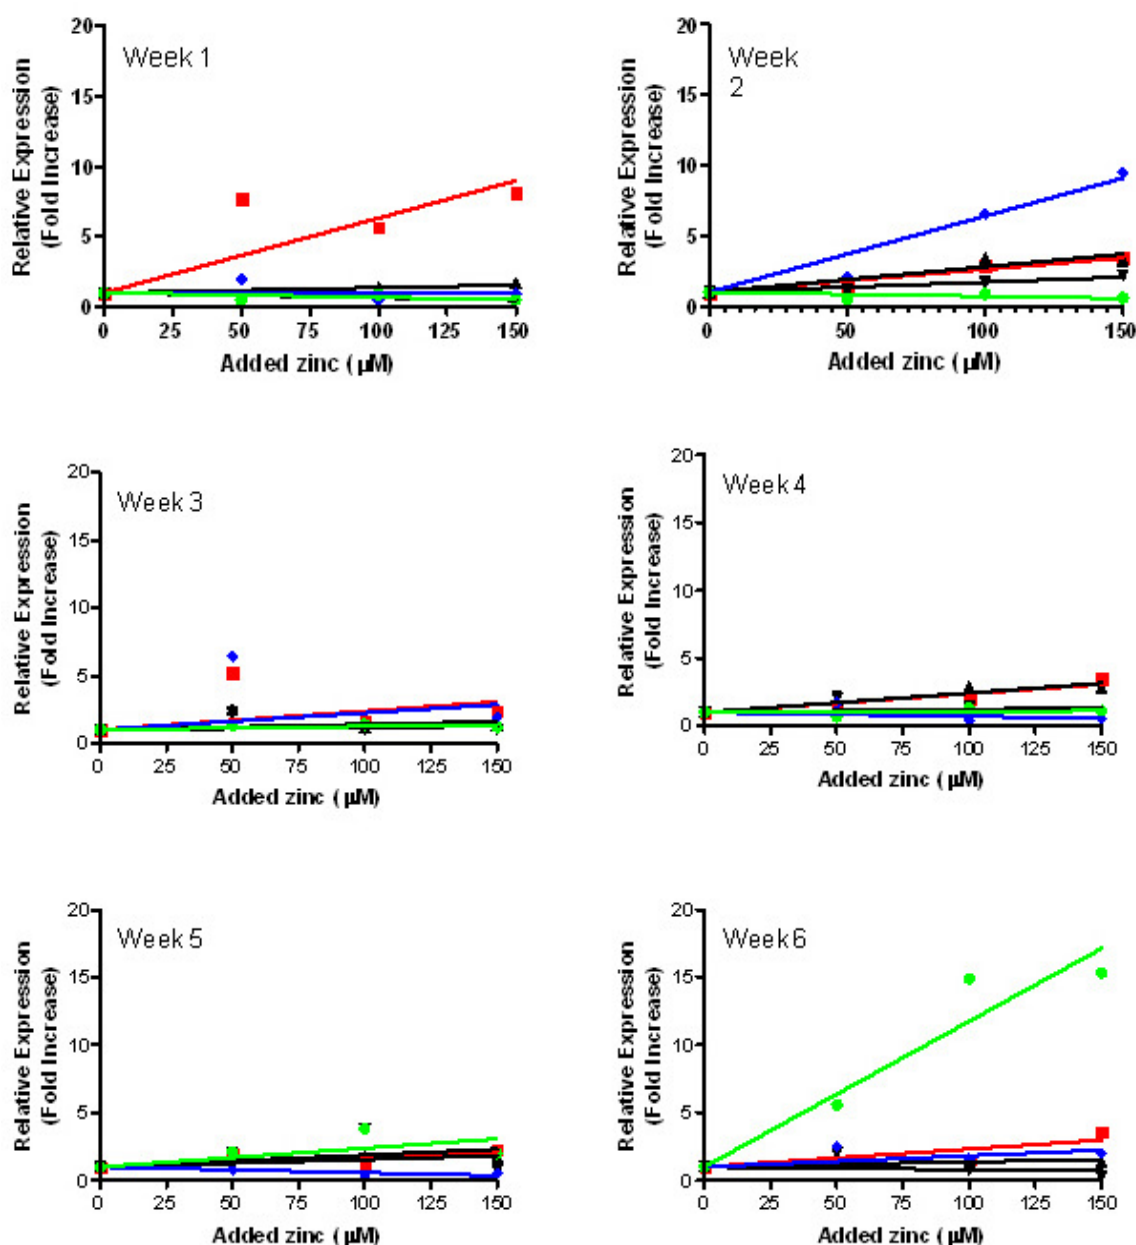 Week 1
Relative Expression
(Fold Increase)
20
15
10
5
0
0 25 50 75 100 125 150
Added zinc ( µM)
Week
2
Relative Expression
(Fold Increase)
20
15
10
5
0
0 50 100 150
Added zinc ( µM)
Week 3
Relative Expression
(Fold Increase)
20
15
10
5
0
0 25 50 75 100 125 150
Added zinc ( µM)
Week 4
Relative Expression
(Fold Increase)
20
15
10
5
0
0 25 50 75 100 125 150
Added zinc ( µM)
Week 5
Relative Expression
(Fold Increase)
20
15
10
5
0
0 25 50 75 100 125 150
Added zinc ( µM)
Week 6
Relative Expression
(Fold Increase)
20
15
10
5
0
0 25 50 75 100 125 150
Added zinc ( µM)